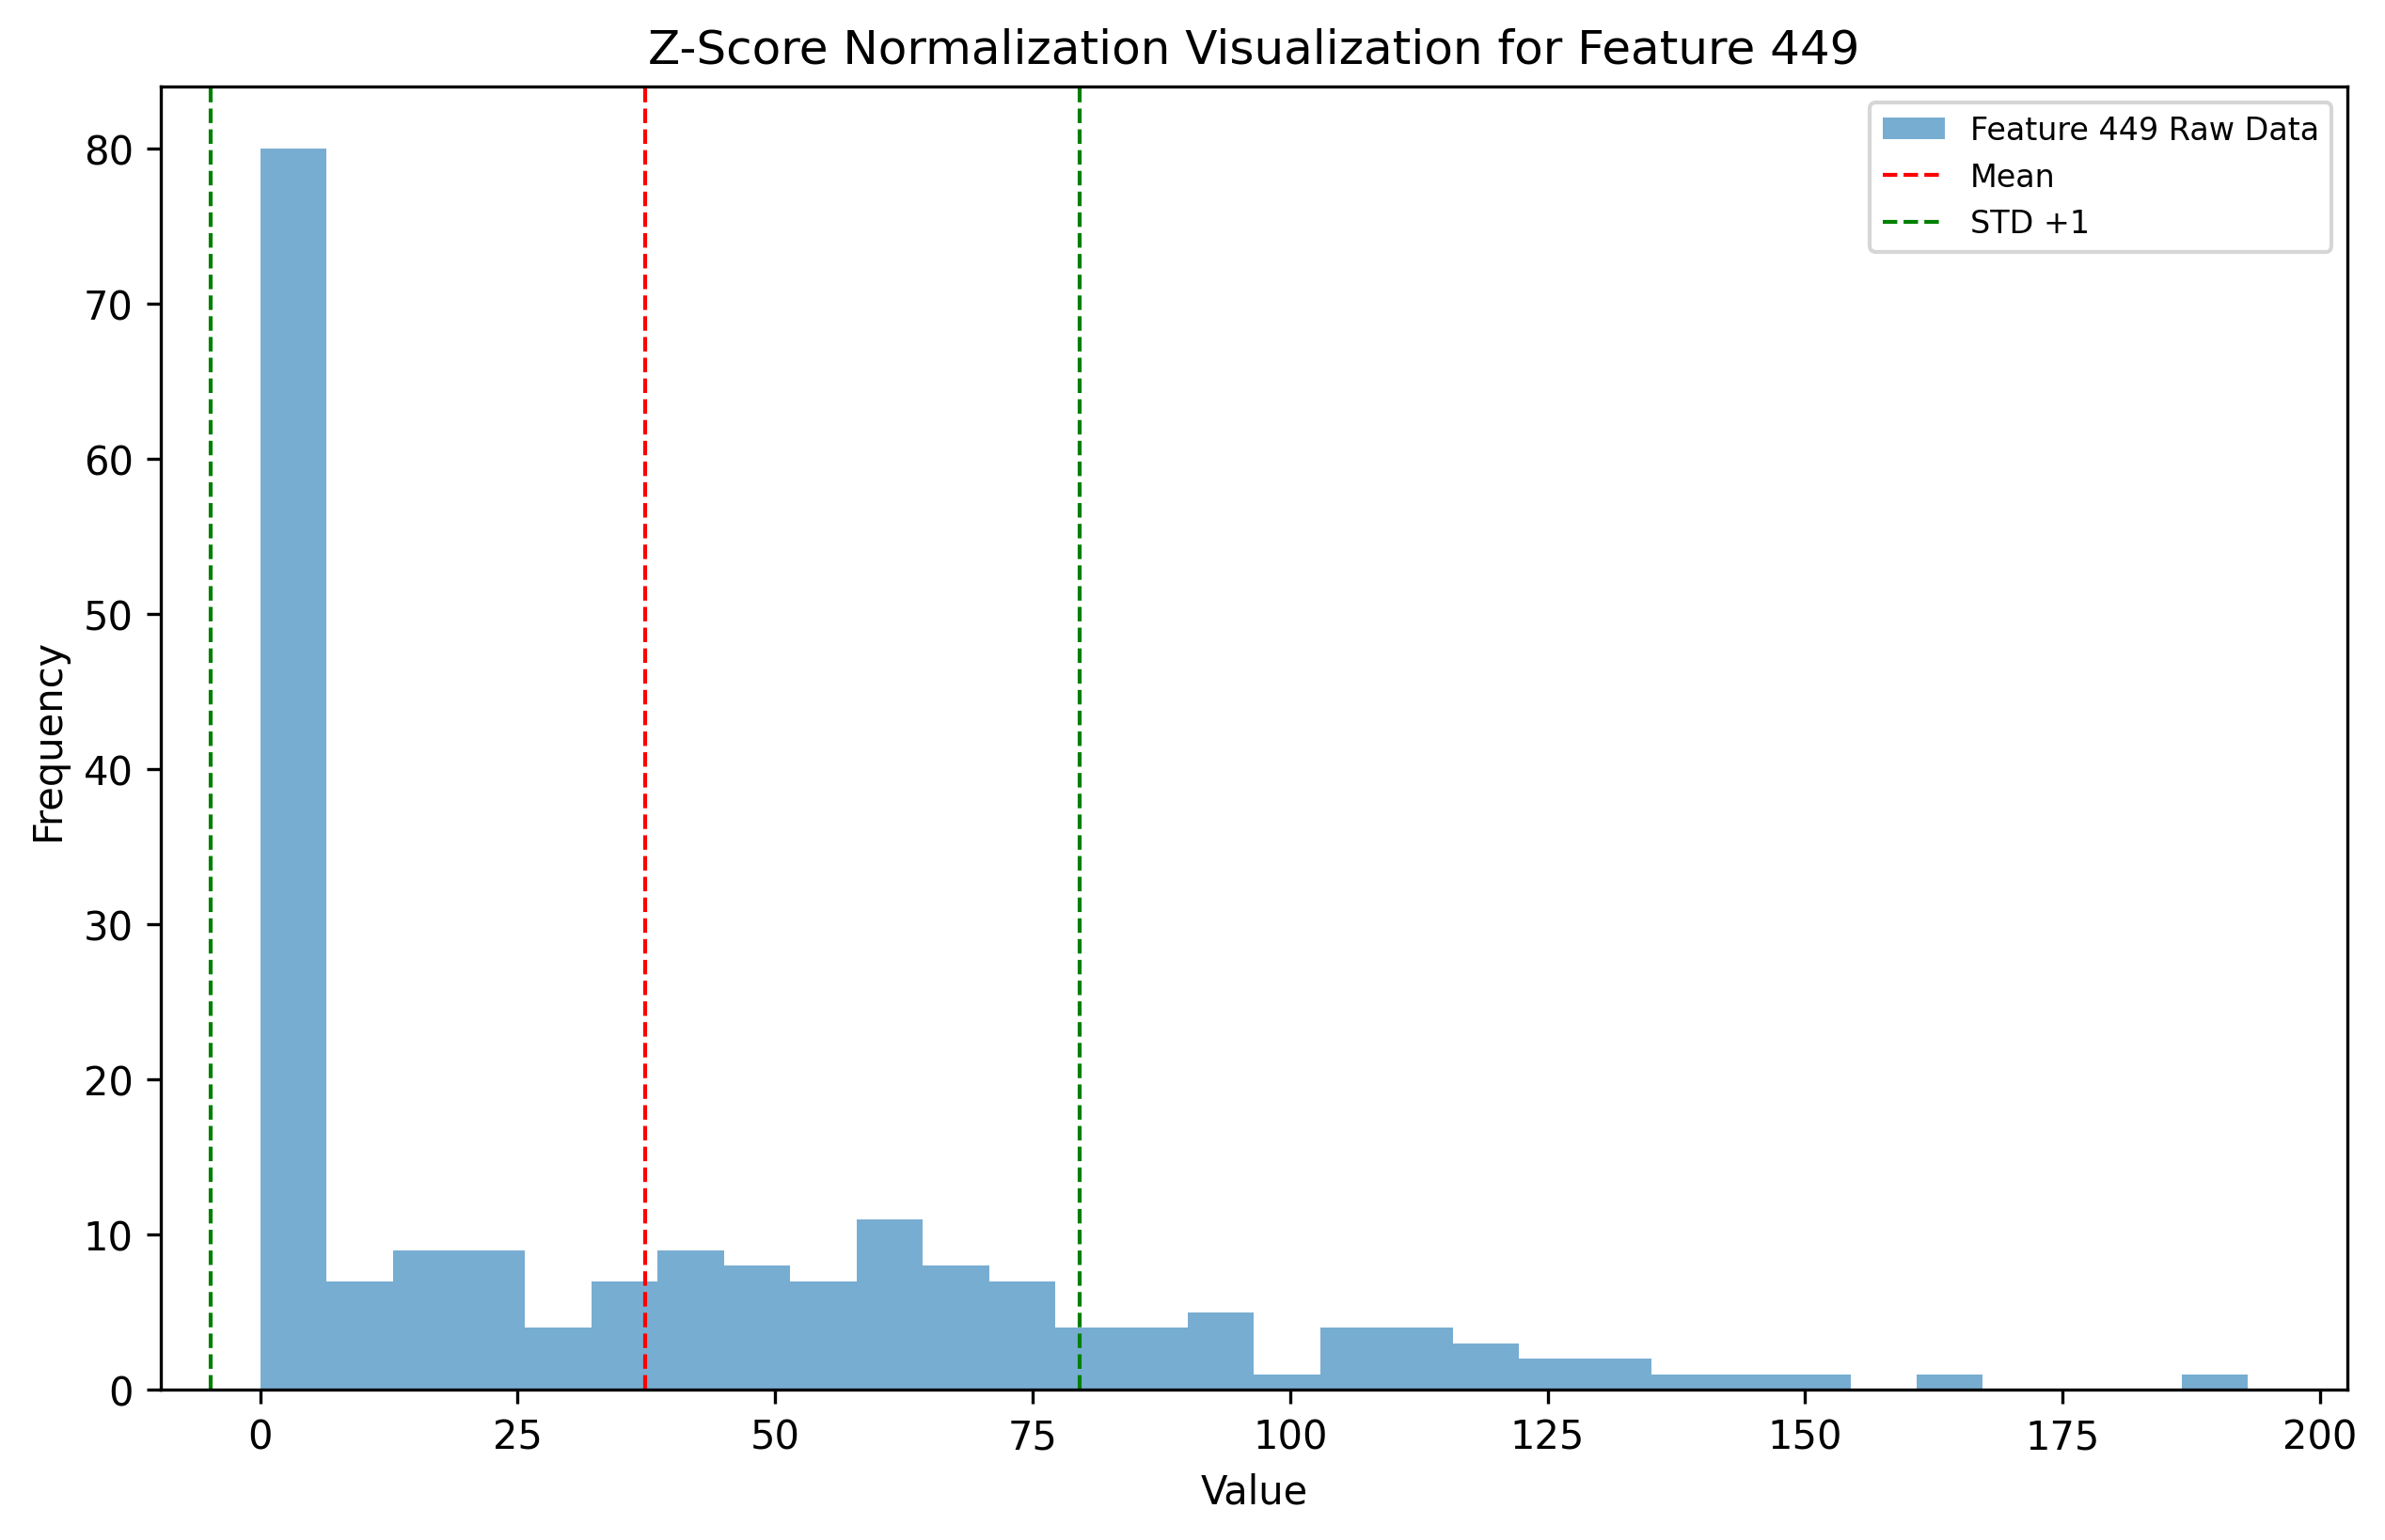 Z-Score Normalization Visualization for Feature 449
Feature 449 Raw Data
Mean
STD +1
Frequency
80
70
60
50
40
30
20
10
0
0 25 50 75 100 125 150 175 200
Value